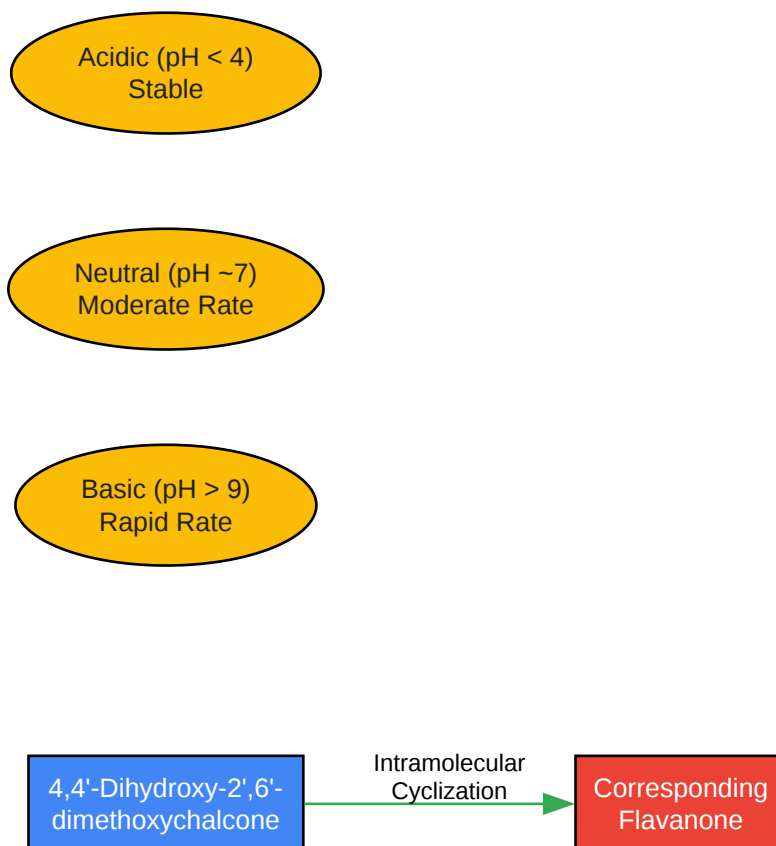 Acidic (pH < 4)
Stable
Neutral (pH ~7)
Moderate Rate
Basic (pH > 9)
Rapid Rate
4,4'-Dihydroxy-2',6'-
dimethoxychalcone
Intramolecular
Cyclization
Corresponding
Flavanone